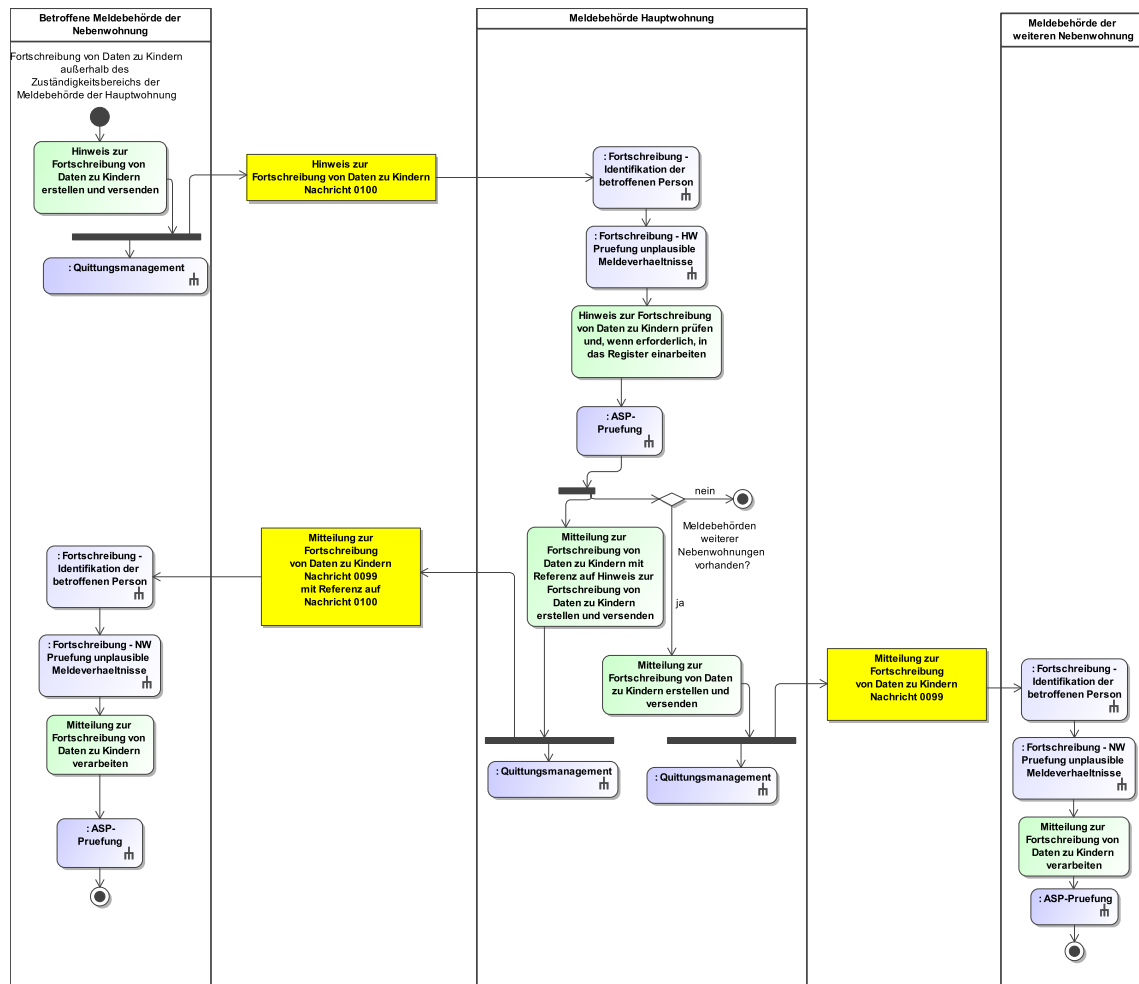 Betroffene Meldebehörde der
Nebenwohnung
Meldebehörde Hauptwohnung
Meldebehörde der
weiteren Nebenwohnung
Fortschreibung von Daten zu Kindern
außerhalb des
Zuständigkeitsbereichs der
Meldebehörde der Hauptwohnung
Hinweis zur
Fortschreibung von
Daten zu Kindern
erstellen und versenden
: Quittungsmanagement
Hinweis zur
Fortschreibung von Daten zu Kindern
Nachricht 0100
: Fortschreibung -
Identifikation der
betroffenen Person
: Fortschreibung - HW
Pruefung unplausible
Meldeverhaeltnisse
Hinweis zur Fortschreibung
von Daten zu Kindern prüfen
und, wenn erforderlich, in
das Register einarbeiten
: ASP-
Pruefung
nein
Meldebehörden
weiterer
Nebenwohnungen
vorhanden?
ja
Mitteilung zur
Fortschreibung von
Daten zu Kindern mit
Referenz auf Hinweis zur
Fortschreibung von
Daten zu Kindern
erstellen und versenden
Mitteilung zur
Fortschreibung von Daten
zu Kindern erstellen und
versenden
: Quittungsmanagement
: Quittungsmanagement
Mitteilung zur
Fortschreibung
von Daten zu Kindern
Nachricht 0099
mit Referenz auf
Nachricht 0100
: Fortschreibung -
Identifikation der
betroffenen Person
: Fortschreibung - NW
Pruefung unplausible
Meldeverhaeltnisse
Mitteilung zur
Fortschreibung von
Daten zu Kindern
verarbeiten
: ASP-
Pruefung
Mitteilung zur
Fortschreibung
von Daten zu Kindern
Nachricht 0099
: Fortschreibung -
Identifikation der
betroffenen Person
: Fortschreibung - NW
Pruefung unplausible
Meldeverhaeltnisse
Mitteilung zur
Fortschreibung von
Daten zu Kindern
verarbeiten
: ASP-Pruefung